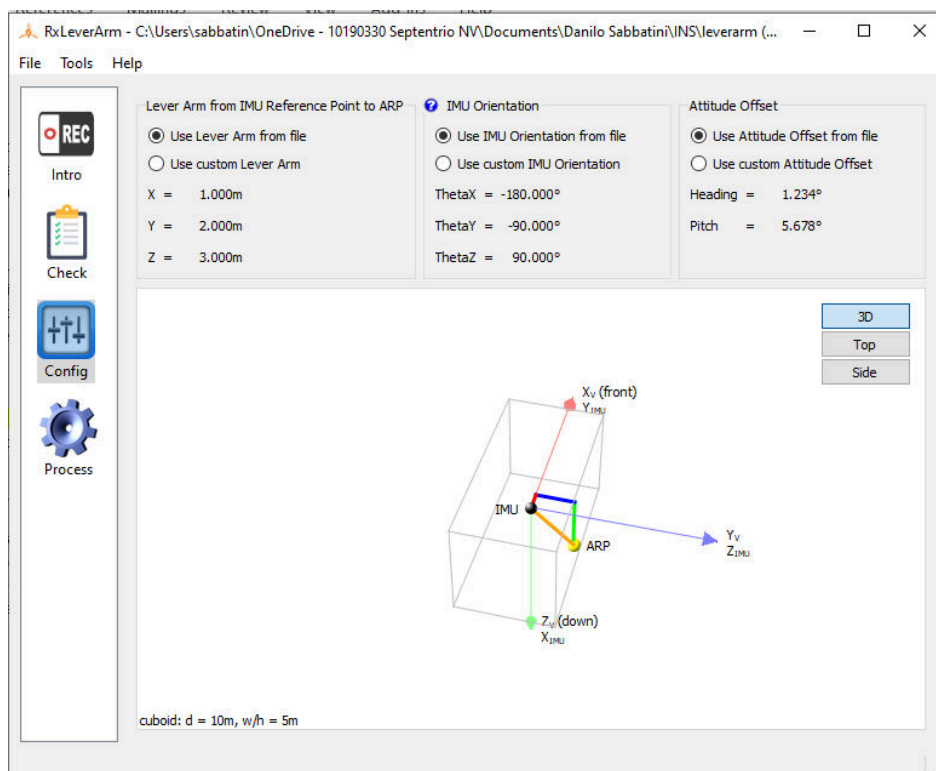 RxLeverArm - C:\Users\sabbatin\OneDrive - 10190330 Septentrio NV\Documents\Danilo Sabbatini\INS\leverarm (...
File Tools Help
REC
Intro
Check
Config
Process
Lever Arm from IMU Reference Point to ARP
Use Lever Arm from file
Use custom Lever Arm
X = 1.000m
Y = 2.000m
Z = 3.000m
? IMU Orientation
Use IMU Orientation from file
Use custom IMU Orientation
ThetaX = -180.000°
ThetaY = -90.000°
ThetaZ = 90.000°
Attitude Offset
Use Attitude Offset from file
Use custom Attitude Offset
Heading = 1.234°
Pitch = 5.678°
3D
Top
Side
XV (front)
YIMU
IMU
ARP
YV
ZIMU
ZV (down)
XIMU
cuboid: d = 10m, w/h = 5m